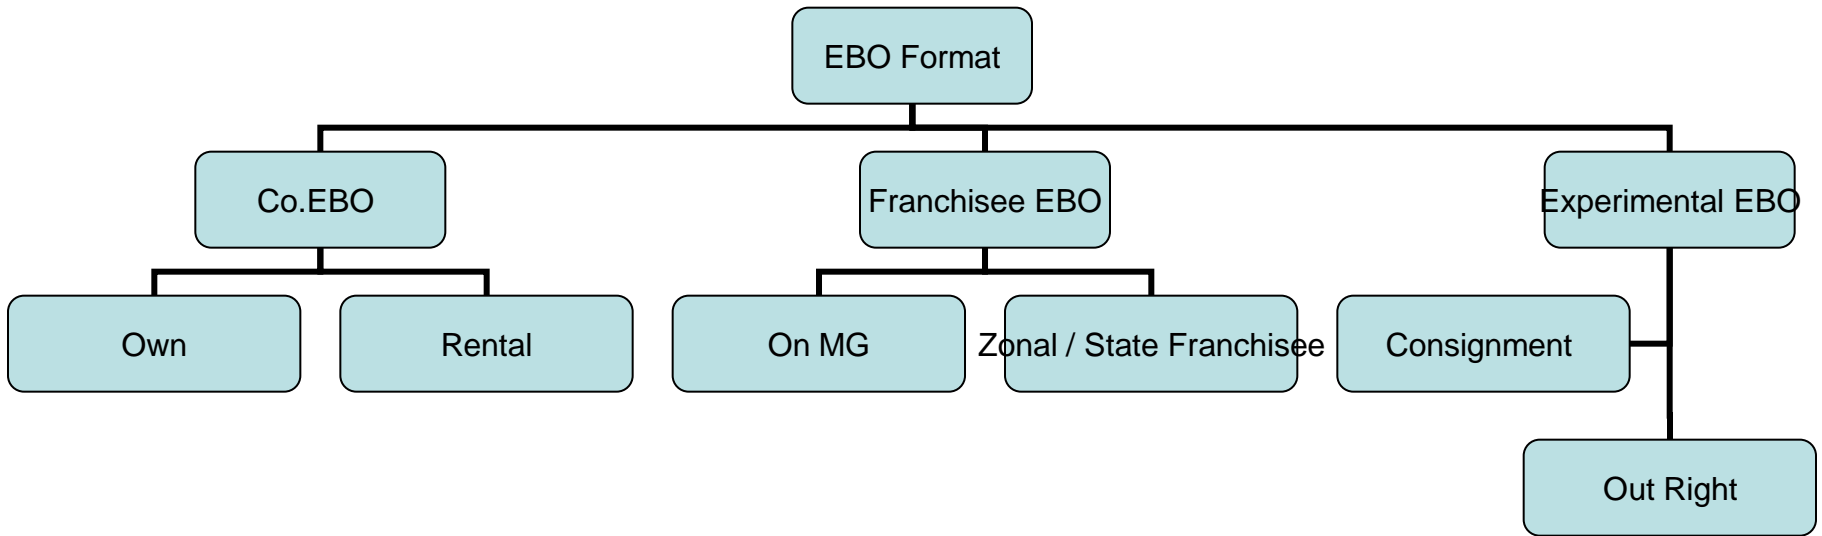 EBO Format
Co.EBO
Franchisee EBO
Experimental EBO
Own
Rental
On MG
Zonal / State Franchisee
Consignment
Out Right